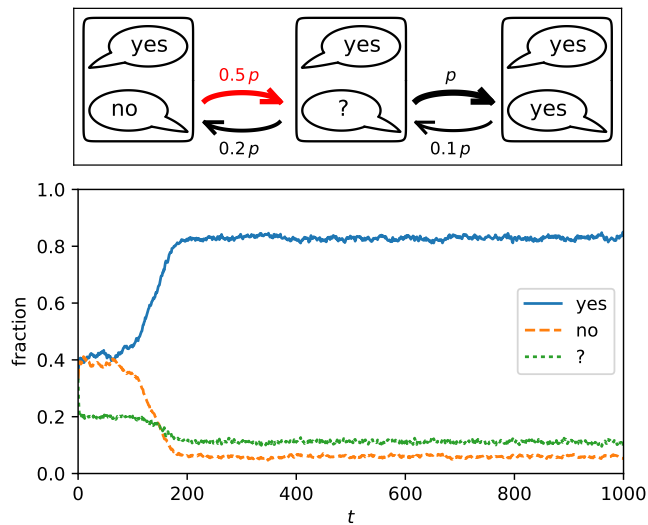 yes yes yes
0.5 p p
no ? yes
0.2 p 0.1 p
1.0
0.8
0.6
0.4
0.2
0.0
fraction
yes
no
?
0 200 400 600 800 1000
t